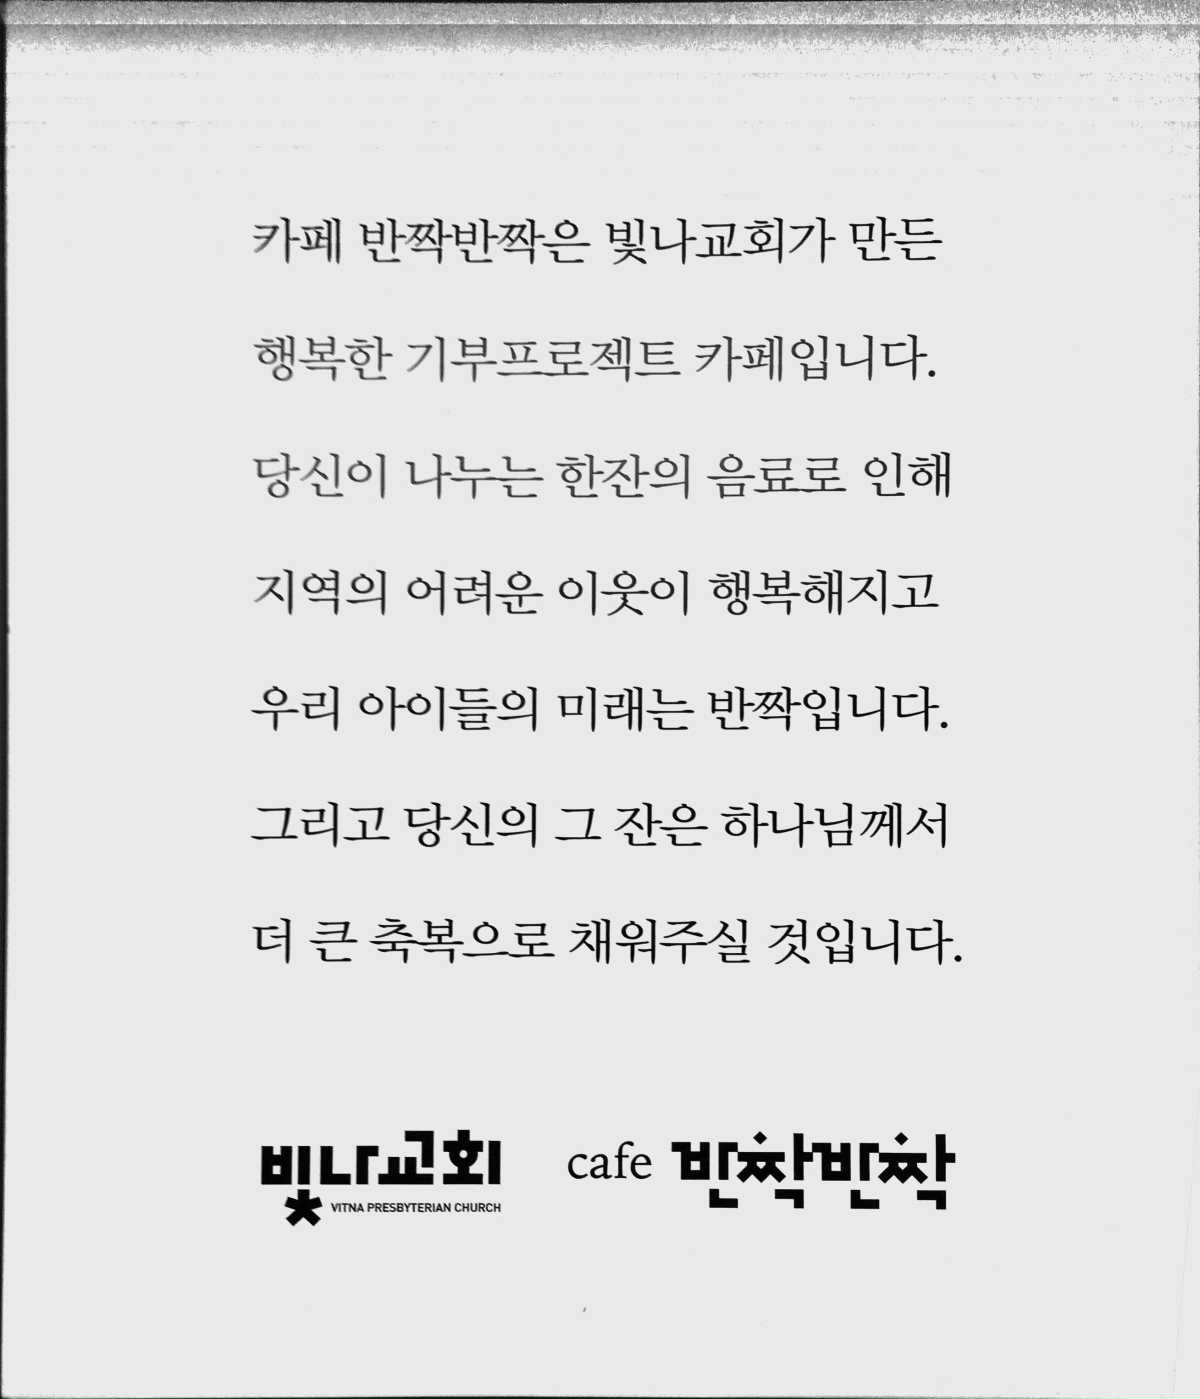 카페 반짝반짝은 빛나교회가 만든
행복한 기부프로젝트 카페입니다.
당신이 나누는 한잔의 음료로 인해
지역의 어려운 이웃이 행복해지고
우리 아이들의 미래는 반짝입니다.
그리고 당신의 그 잔은 하나님께서
더 큰 축복으로 채워주실 것입니다.
빛나교회 cafe 반짝반짝
VITNA PRESBYTERIAN CHURCH